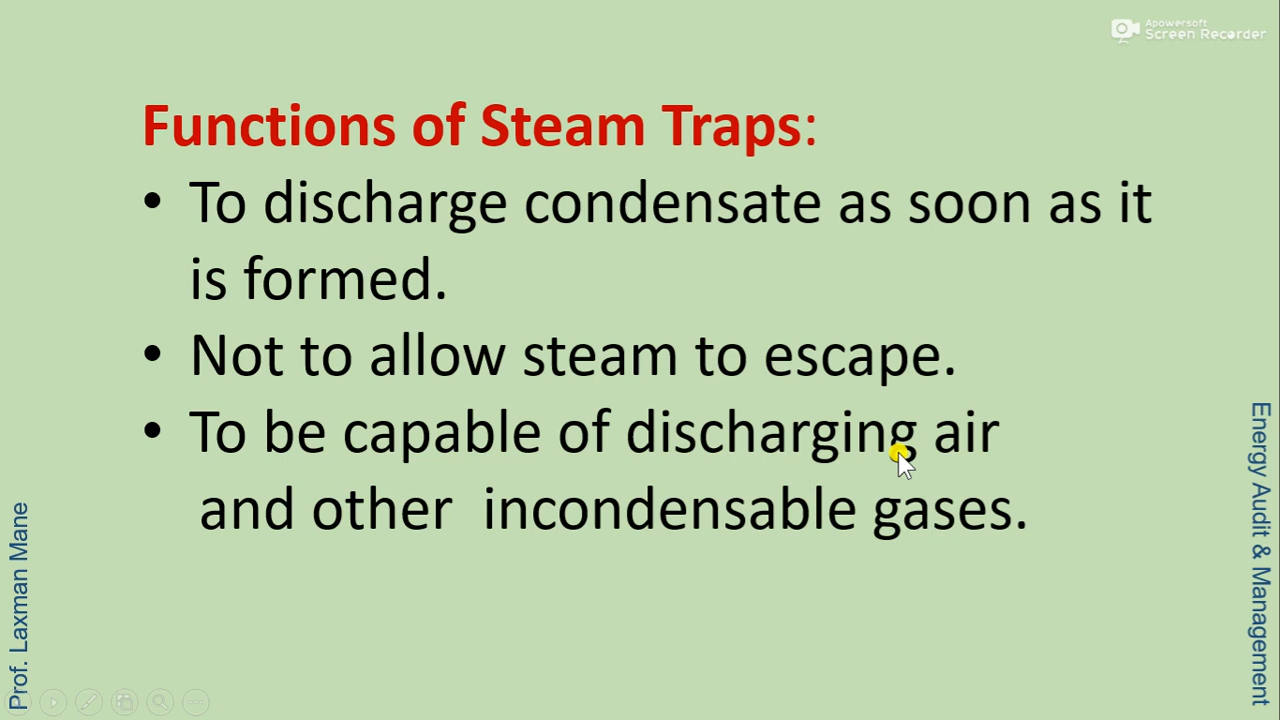 Apowersoft
Screen Recorder
Functions of Steam Traps:
• To discharge condensate as soon as it
is formed.
• Not to allow steam to escape.
• To be capable of discharging air
and other incondensable gases.
Prof. Laxman Mane
Energy Audit & Management